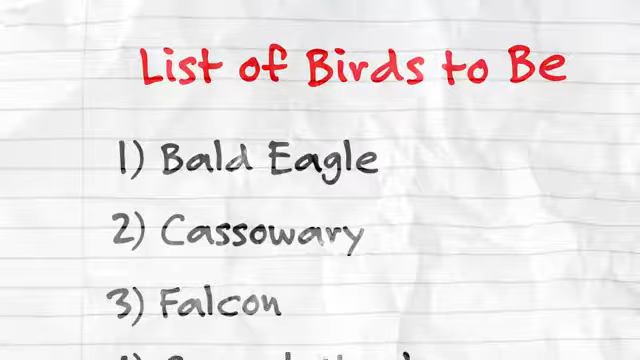 List of Birds to Be
1) Bald Eagle
2) Cassowary
3) Falcon